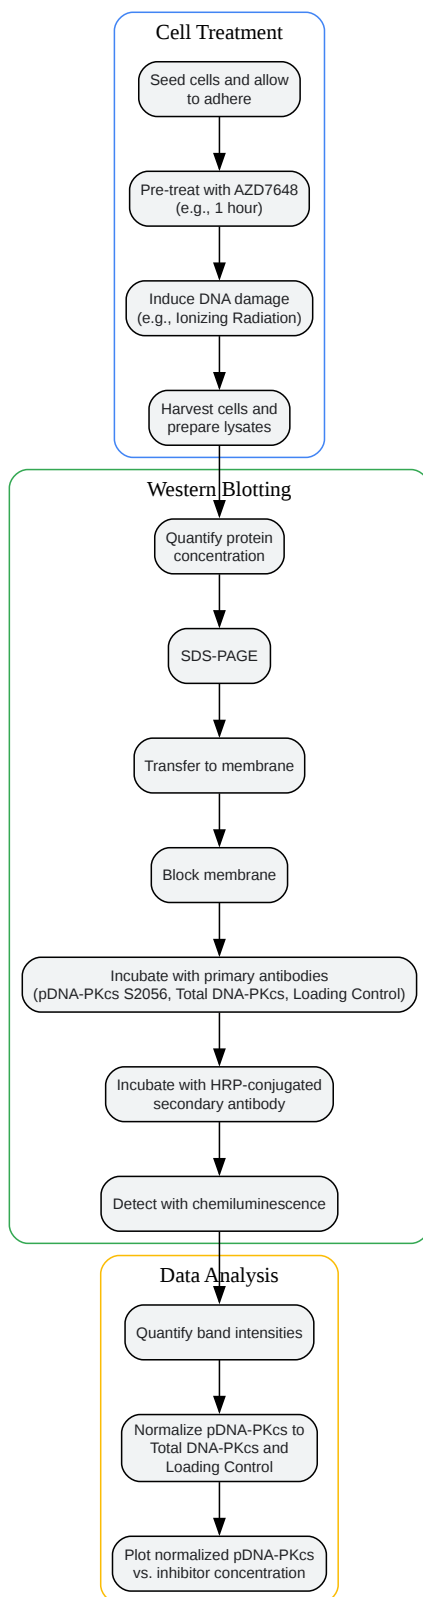 Cell Treatment
Seed cells and allow
to adhere
Pre-treat with AZD7648
(e.g., 1 hour)
Induce DNA damage
(e.g., Ionizing Radiation)
Harvest cells and
prepare lysates
Western Blotting
Quantify protein
concentration
SDS-PAGE
Transfer to membrane
Block membrane
Incubate with primary antibodies
(pDNA-PKcs S2056, Total DNA-PKcs, Loading Control)
Incubate with HRP-conjugated
secondary antibody
Detect with chemiluminescence
Data Analysis
Quantify band intensities
Normalize pDNA-PKcs to
Total DNA-PKcs and
Loading Control
Plot normalized pDNA-PKcs
vs. inhibitor concentration